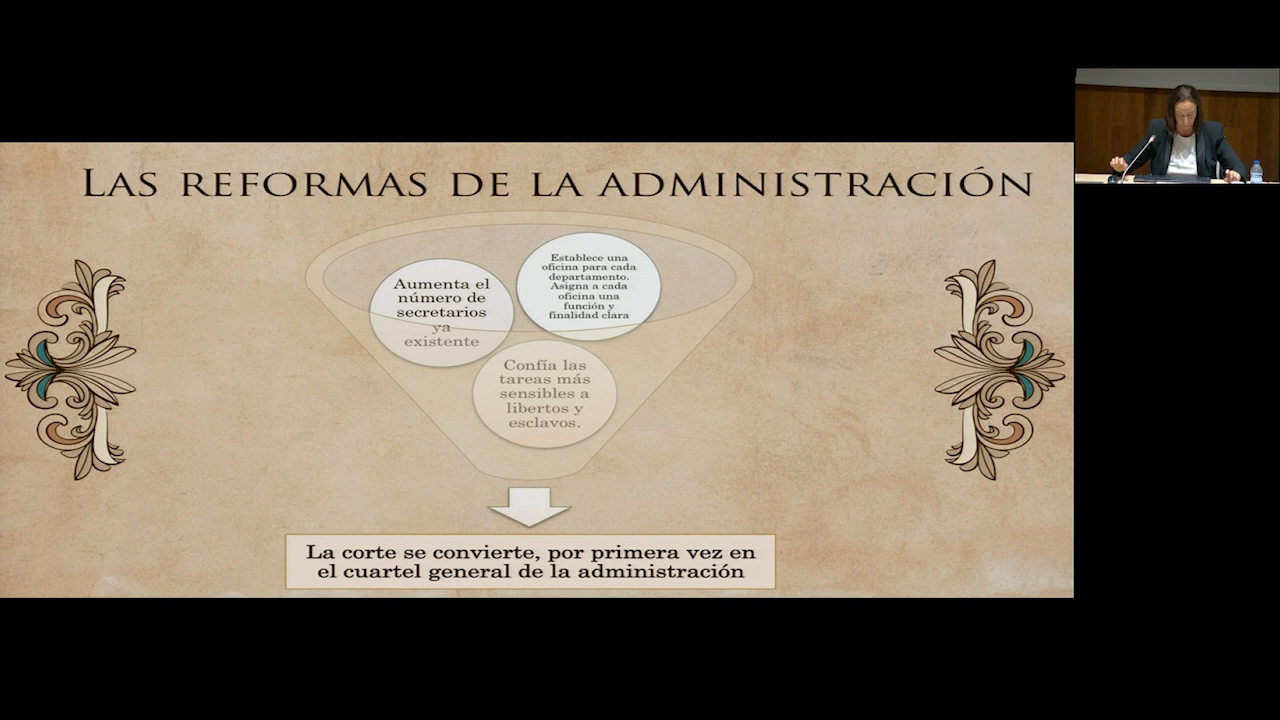 LAS REFORMAS DE LA ADMINISTRACIÓN
Aumenta el
número de
secretarios
ya
existente
Establece una
oficina para cada
departamento.
Asigna a cada
oficina una
función y
finalidad clara
Confía las
tareas más
sensibles a
libertos y
esclavos.
La corte se convierte, por primera vez en
el cuartel general de la administración